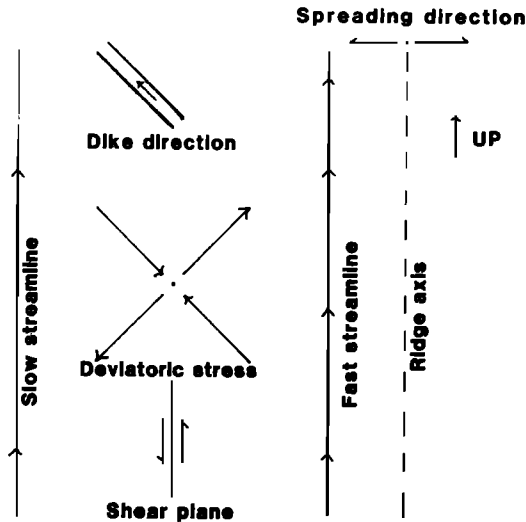 Spreading direction
Dike direction
UP
Slow streamline
Fast streamline
Ridge axis
Deviatoric stress
Shear plane